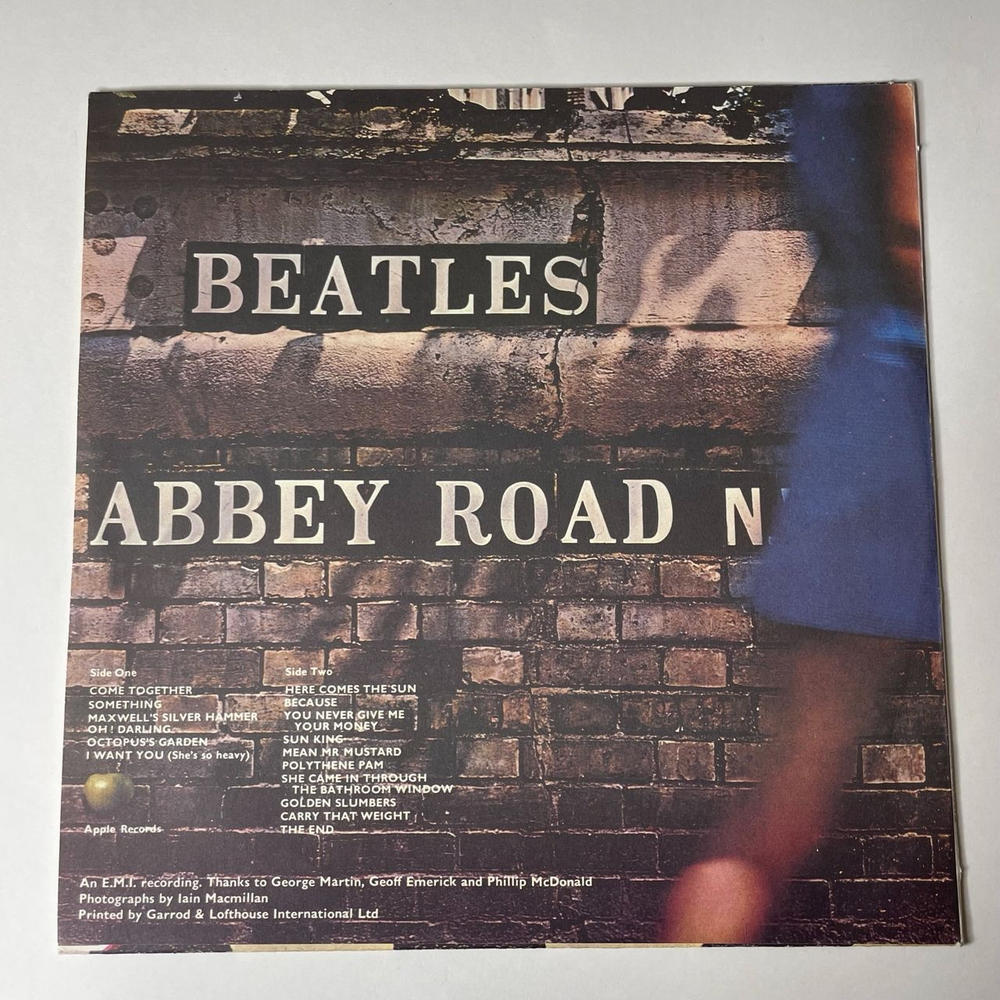 BEATLES
ABBEY ROAD N
Side One
COME TOGETHER
SOMETHING
MAXWELL'S SILVER HAMMER
OH! DARLING
OCTOPUS'S GARDEN
I WANT YOU (She's so heavy)
Apple Records
Side Two
HERE COMES THE SUN
BECAUSE
YOU NEVER GIVE ME
YOUR MONEY
SUN KING
MEAN MR MUSTARD
POLYTHENE PAM
SHE CAME IN THROUGH
THE BATHROOM WINDOW
GOLDEN SLUMBERS
CARRY THAT WEIGHT
THE END
An E.M.I. recording. Thanks to George Martin, Geoff Emerick and Phillip McDonald
Photographs by Iain Macmillan
Printed by Garrod & Lofthouse International Ltd